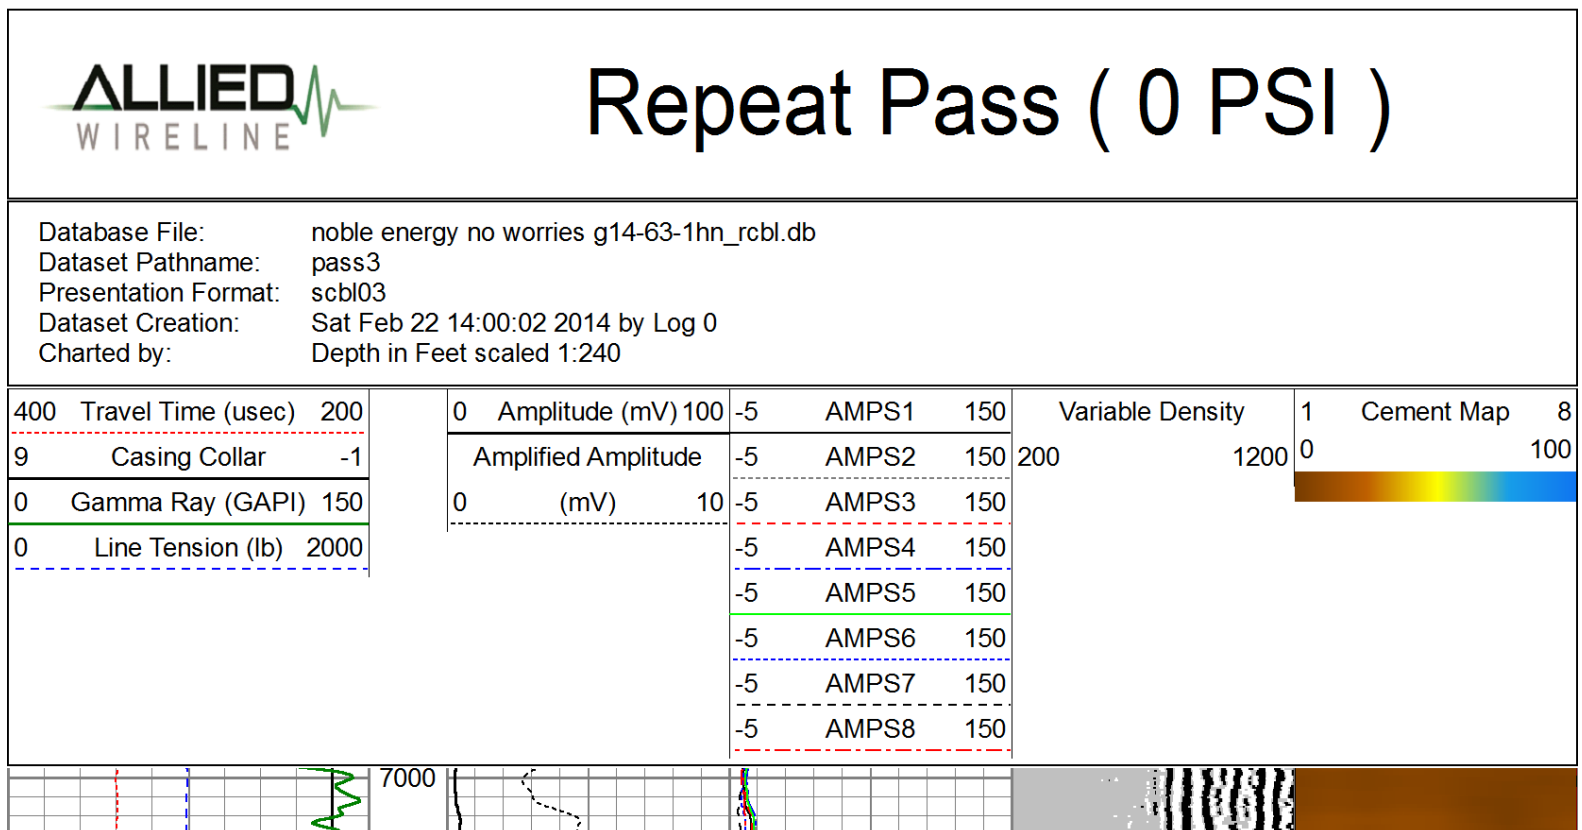 ALLIED
WIRELINE
Repeat Pass ( 0 PSI )
Database File: noble energy no worries g14-63-1hn_rcbl.db
Dataset Pathname: pass3
Presentation Format: scbl03
Dataset Creation: Sat Feb 22 14:00:02 2014 by Log 0
Charted by: Depth in Feet scaled 1:240
400 Travel Time (usec) 200
9 Casing Collar -1
0 Gamma Ray (GAPI) 150
0 Line Tension (lb) 2000
0 Amplitude (mV) 100
Amplified Amplitude
0 (mV) 10
-5 AMPS1 150
-5 AMPS2 150
-5 AMPS3 150
-5 AMPS4 150
-5 AMPS5 150
-5 AMPS6 150
-5 AMPS7 150
-5 AMPS8 150
Variable Density
200 1200
1 Cement Map 8
0 100
7000